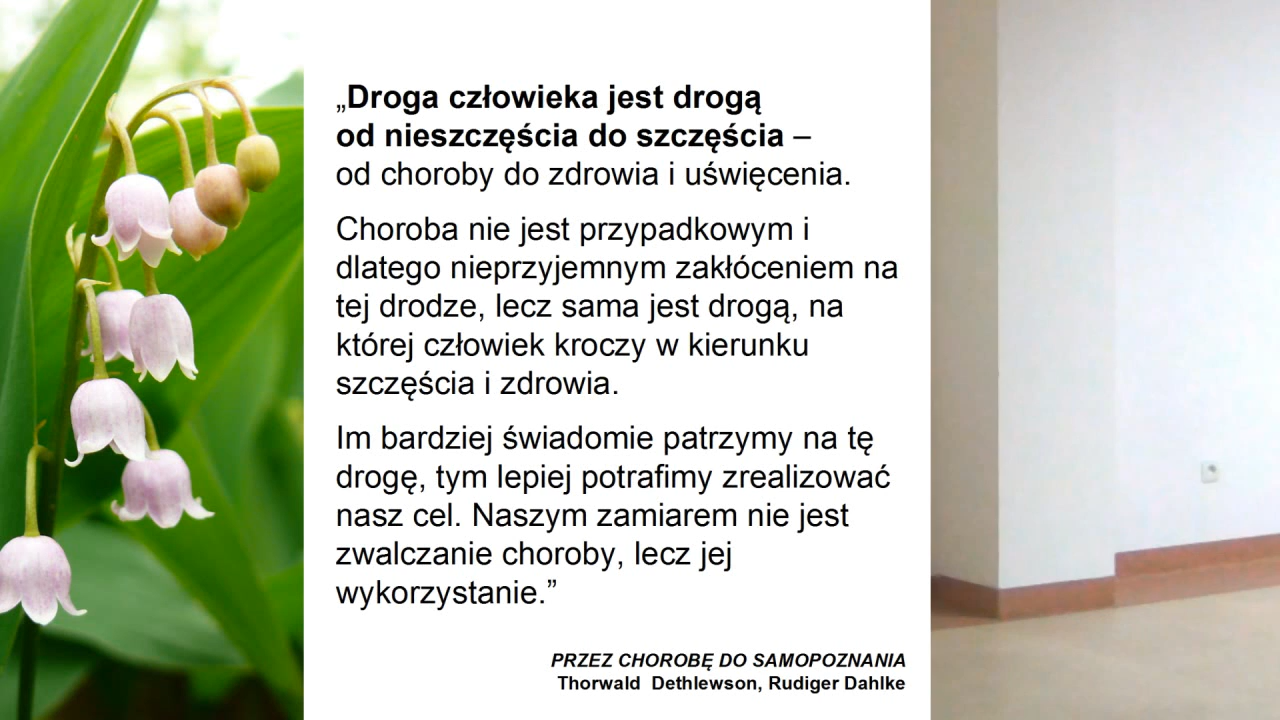 „Droga człowieka jest drogą
od nieszczęścia do szczęścia –
od choroby do zdrowia i uświęcenia.
Choroba nie jest przypadkowym i
dlatego nieprzyjemnym zakłóceniem na
tej drodze, lecz sama jest drogą, na
której człowiek kroczy w kierunku
szczęścia i zdrowia.
Im bardziej świadomie patrzymy na tę
drogę, tym lepiej potrafimy zrealizować
nasz cel. Naszym zamiarem nie jest
zwalczanie choroby, lecz jej
wykorzystanie.”
PRZEZ CHOROBĘ DO SAMOPOZNANIA
Thorwald Dethlewson, Rudiger Dahlke